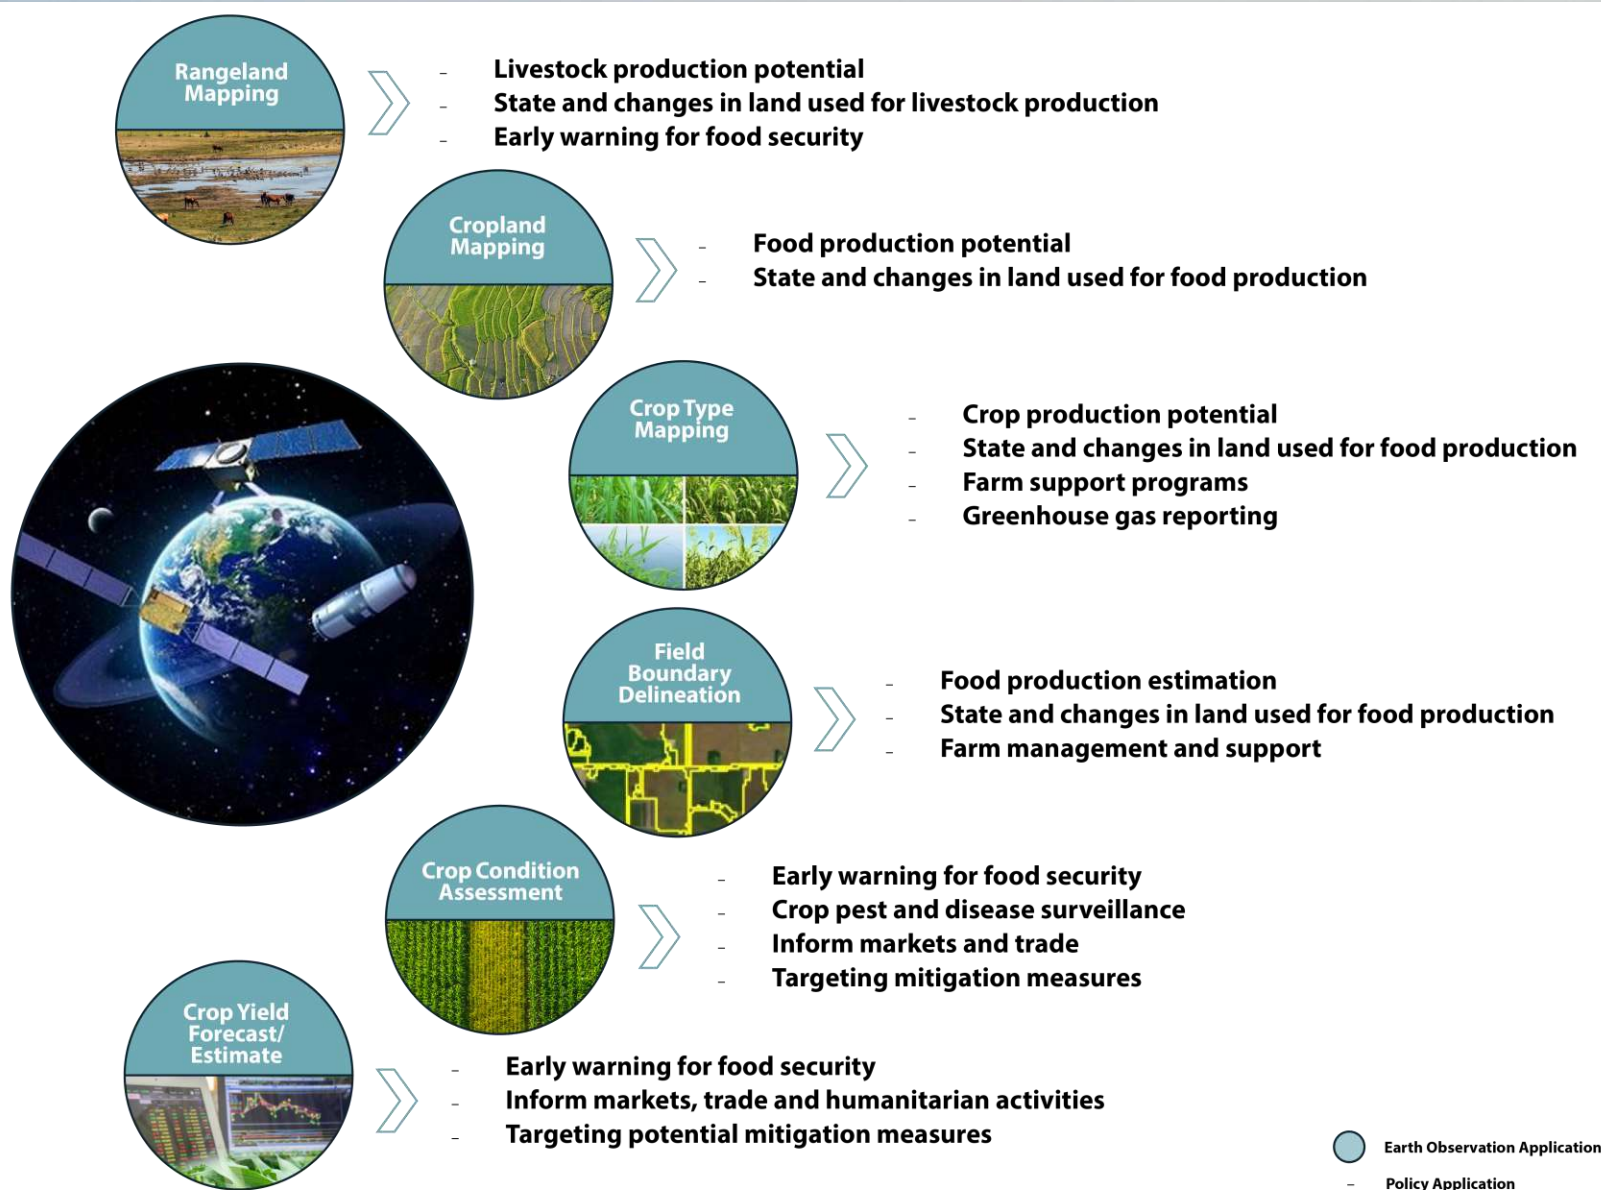 Rangeland
Mapping
- Livestock production potential
- State and changes in land used for livestock production
- Early warning for food security
Cropland
Mapping
- Food production potential
- State and changes in land used for food production
Crop Type
Mapping
- Crop production potential
- State and changes in land used for food production
- Farm support programs
- Greenhouse gas reporting
Field
Boundary
Delineation
- Food production estimation
- State and changes in land used for food production
- Farm management and support
Crop Condition
Assessment
- Early warning for food security
- Crop pest and disease surveillance
- Inform markets and trade
- Targeting mitigation measures
Crop Yield
Forecast/
Estimate
- Early warning for food security
- Inform markets, trade and humanitarian activities
- Targeting potential mitigation measures
Earth Observation Application
- Policy Application